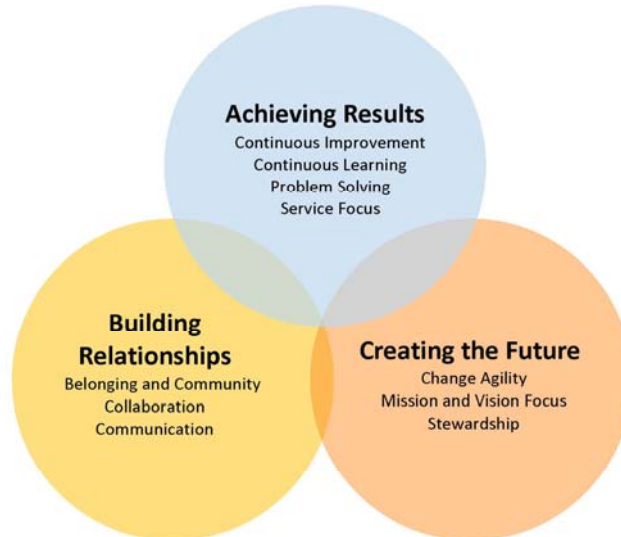 Achieving Results
Continuous Improvement
Continuous Learning
Problem Solving
Service Focus
Building
Relationships
Belonging and Community
Collaboration
Communication
Creating the Future
Change Agility
Mission and Vision Focus
Stewardship